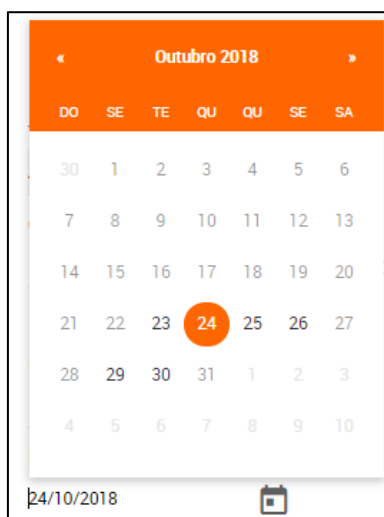 « Outubro 2018 »
DO SE TE QU QU SE SA
30 1 2 3 4 5 6
7 8 9 10 11 12 13
14 15 16 17 18 19 20
21 22 23 24 25 26 27
28 29 30 31 1 2 3
4 5 6 7 8 9 10
24/10/2018